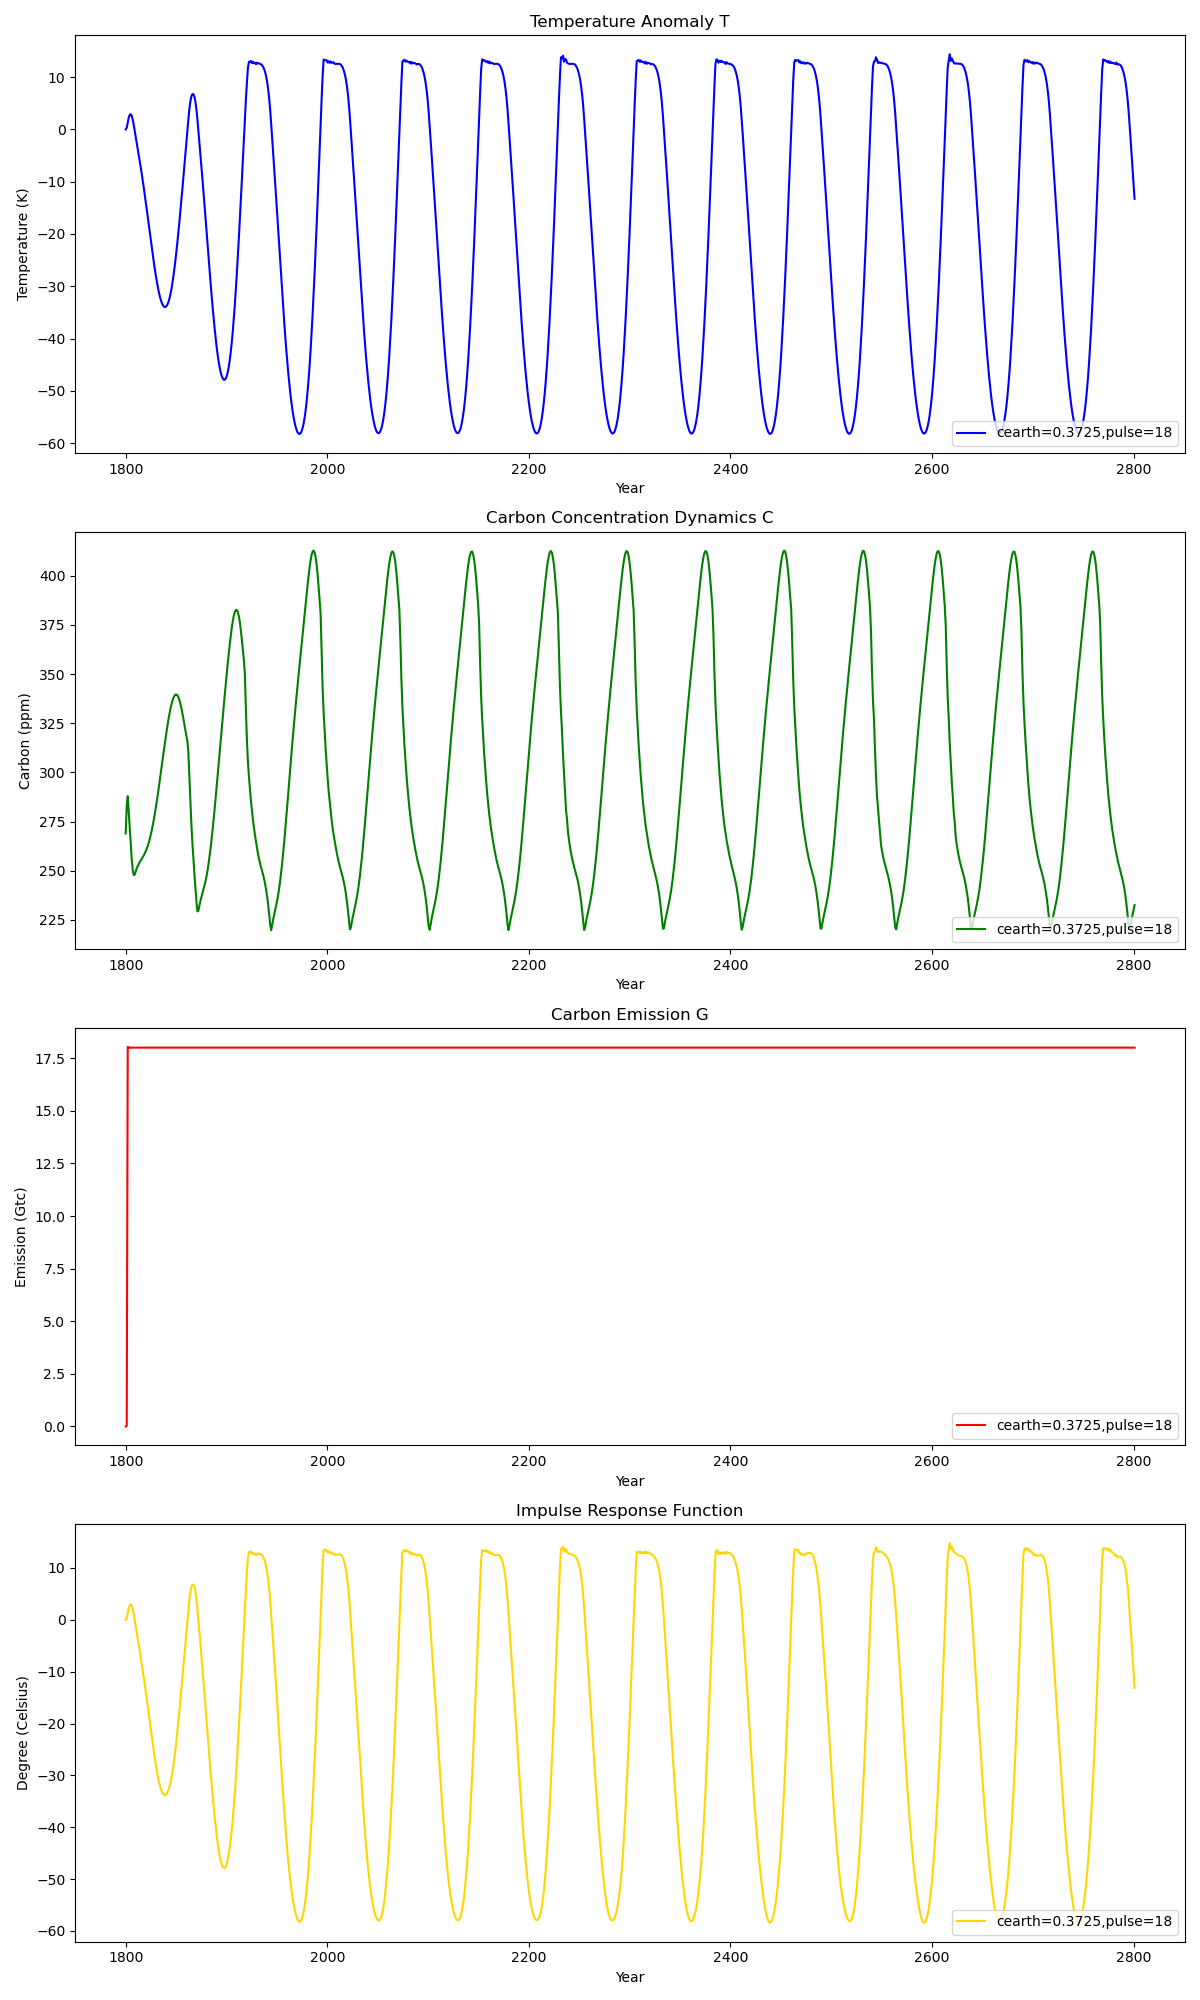 Temperature Anomaly T
Temperature (K)
10
0
−10
−20
−30
−40
−50
−60
cearth=0.3725,pulse=18
1800 2000 2200 2400 2600 2800
Year
Carbon Concentration Dynamics C
Carbon (ppm)
400
375
350
325
300
275
250
225
cearth=0.3725,pulse=18
1800 2000 2200 2400 2600 2800
Year
Carbon Emission G
Emission (Gtc)
17.5
15.0
12.5
10.0
7.5
5.0
2.5
0.0
cearth=0.3725,pulse=18
1800 2000 2200 2400 2600 2800
Year
Impulse Response Function
Degree (Celsius)
10
0
−10
−20
−30
−40
−50
−60
cearth=0.3725,pulse=18
1800 2000 2200 2400 2600 2800
Year